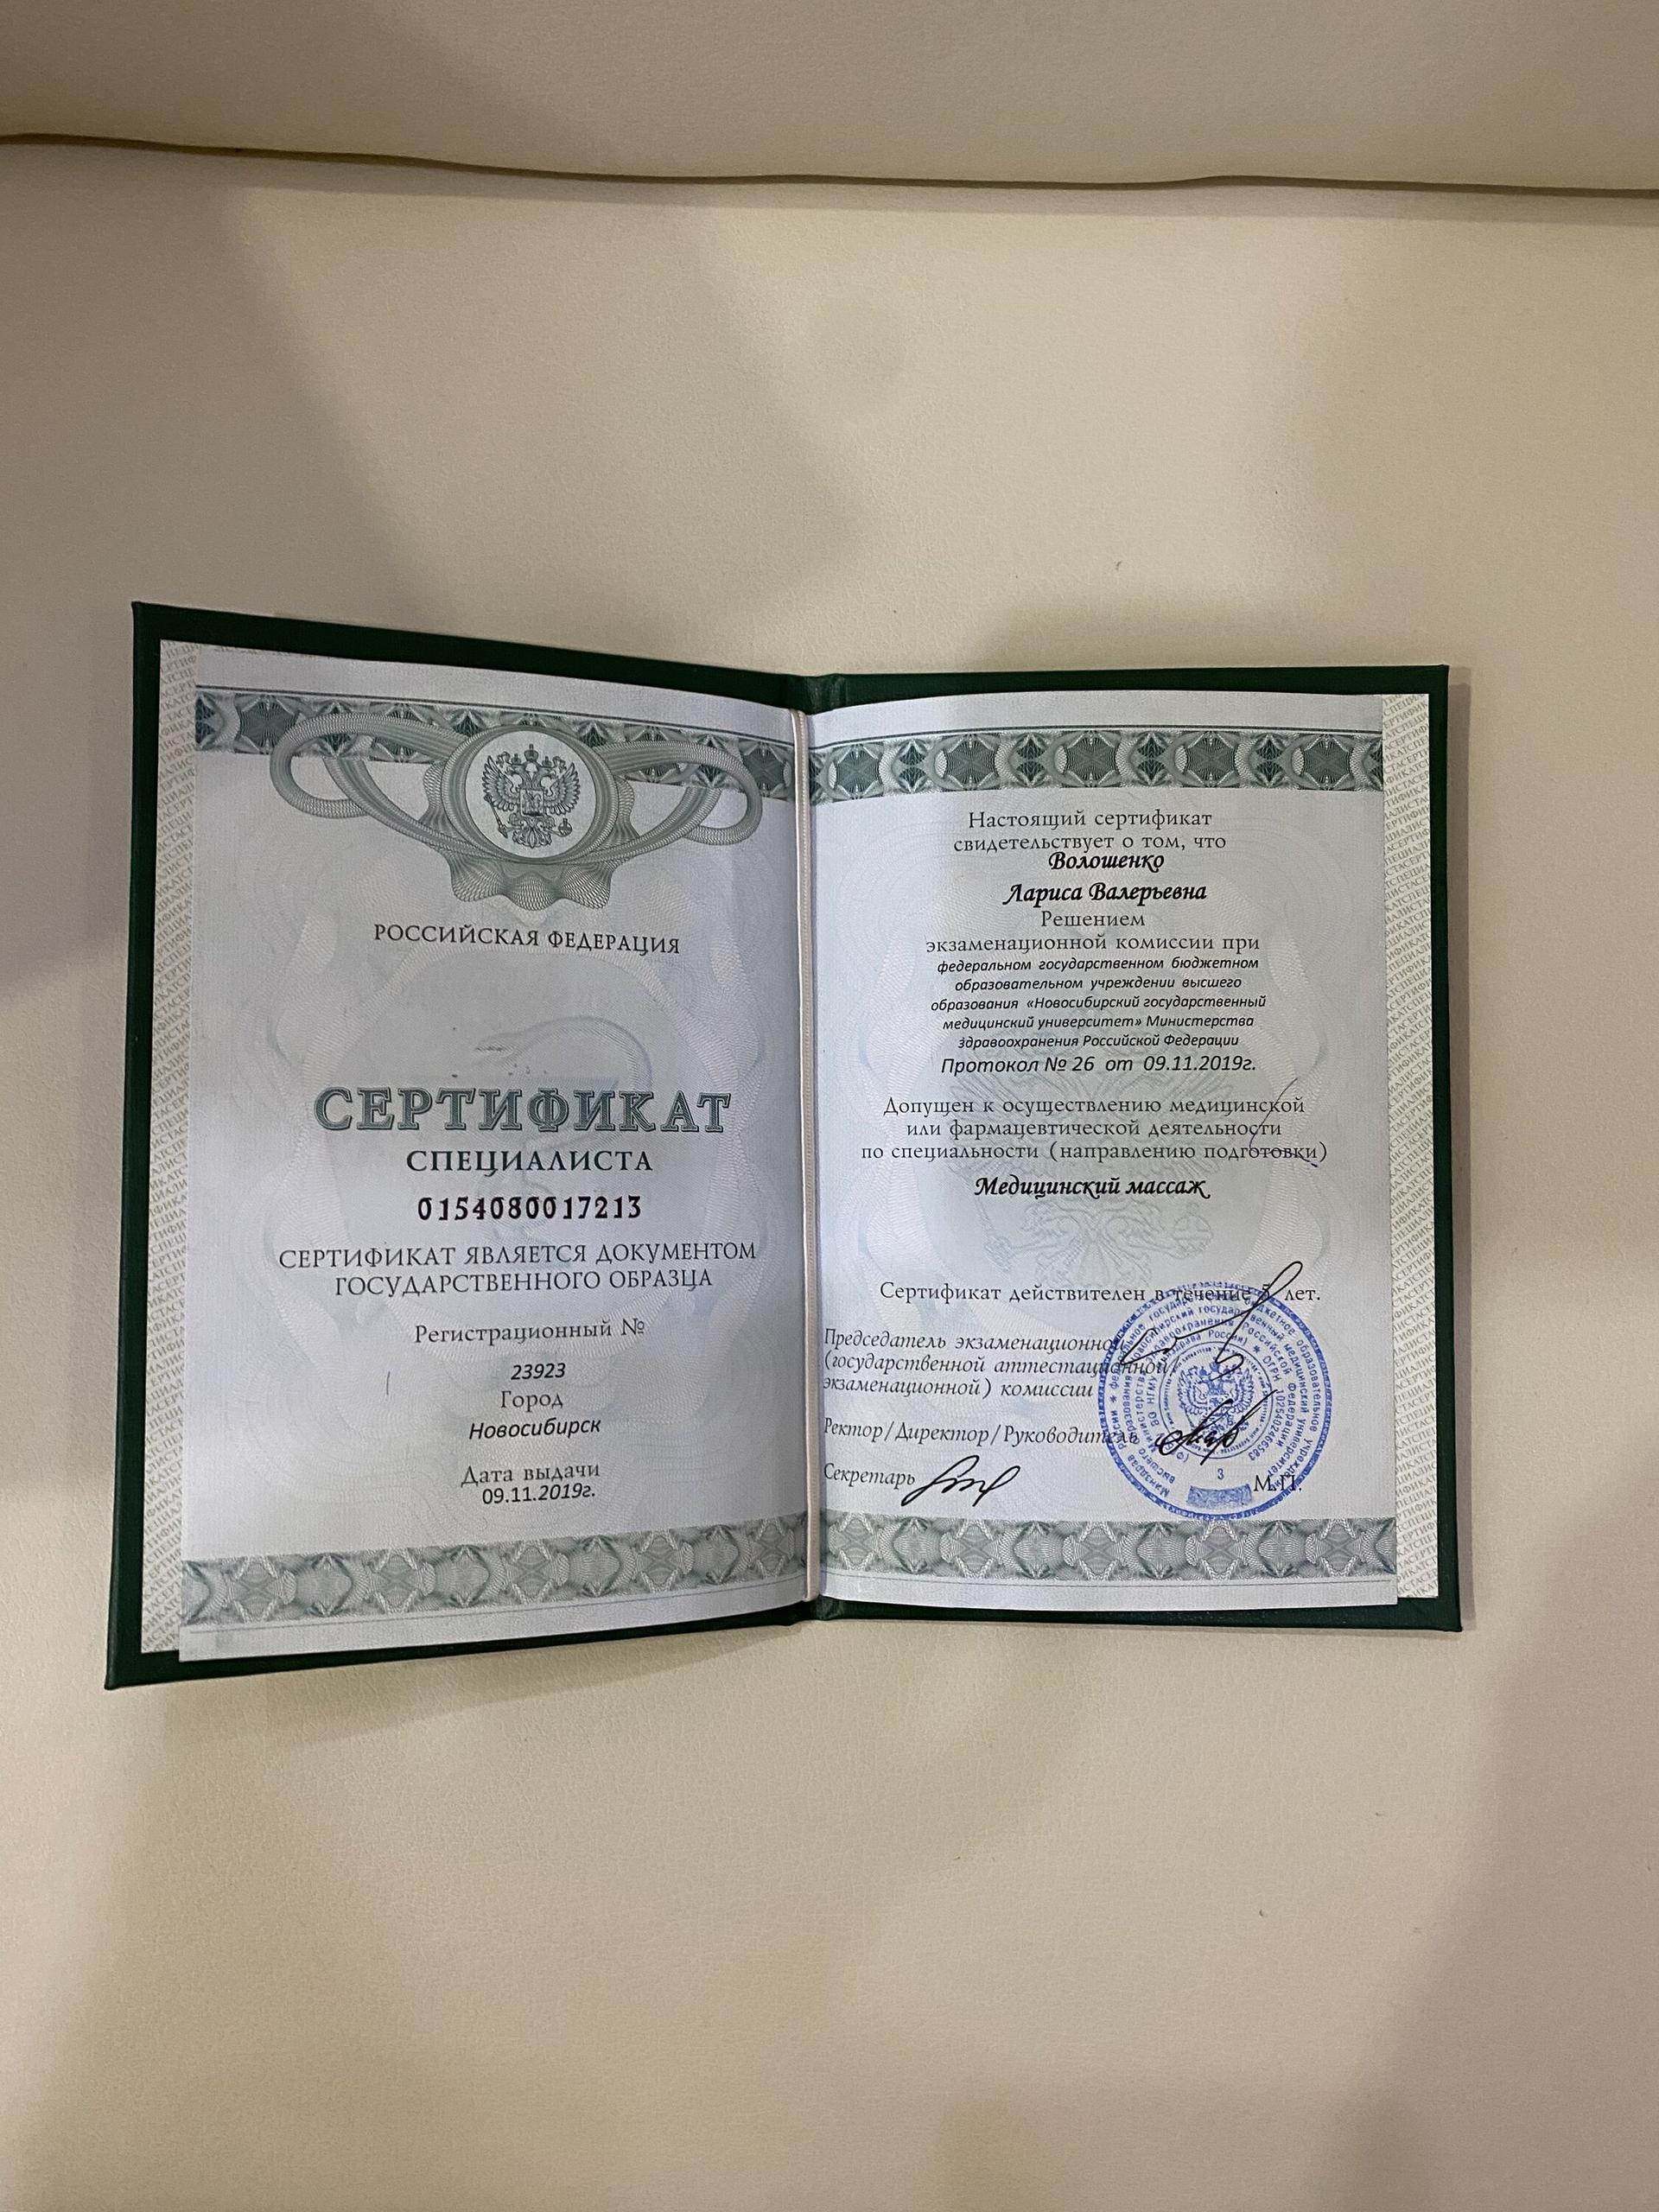 РОССИЙСКАЯ ФЕДЕРАЦИЯ
СЕРТИФИКАТ
СПЕЦИАЛИСТА
0154080017213
СЕРТИФИКАТ ЯВЛЯЕТСЯ ДОКУМЕНТОМ
ГОСУДАРСТВЕННОГО ОБРАЗЦА
Регистрационный №
23923
Город
Новосибирск
Дата выдачи
09.11.2019г.
Настоящий сертификат
свидетельствует о том, что
Волошенко
Лариса Валерьевна
Решением
экзаменационной комиссии при
федеральном государственном бюджетном
образовательном учреждении высшего
образования «Новосибирский государственный
медицинский университет» Министерства
здравоохранения Российской Федерации
Протокол № 26 от 09.11.2019г.
Допущен к осуществлению медицинской
или фармацевтической деятельности
по специальности (направлению подготовки)
Медицинский массаж
Сертификат действителен в течение 5 лет.
Председатель экзаменационной
(государственной аттестационной/
экзаменационной) комиссии
Ректор/Директор/Руководитель
Секретарь
М.П.